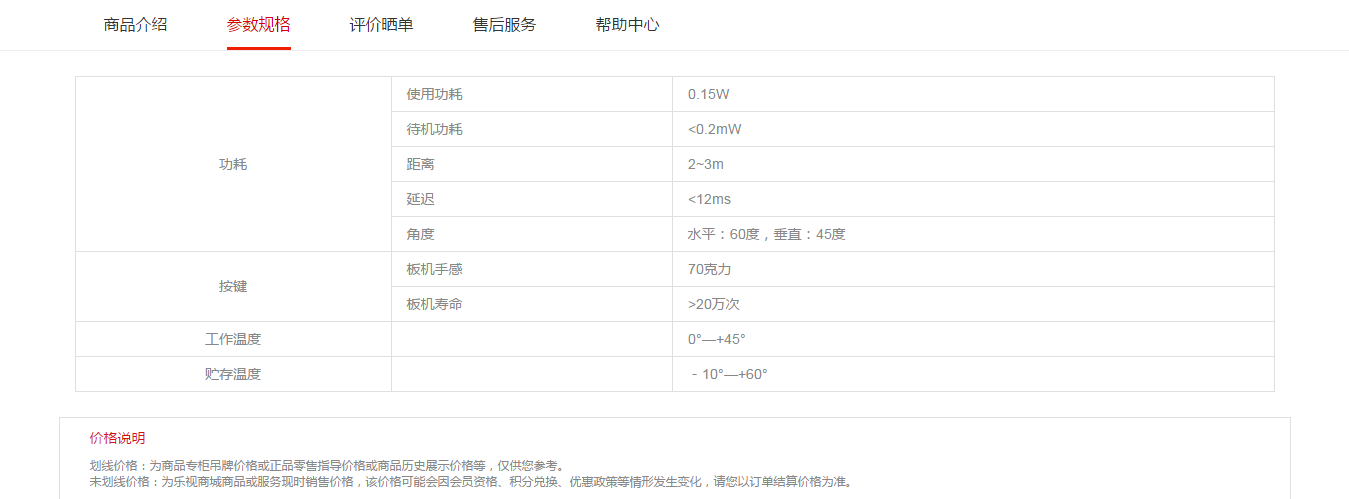 商品介绍 参数规格 评价晒单 售后服务 帮助中心
功耗 使用功耗 0.15W
待机功耗 <0.2mW
距离 2~3m
延迟 <12ms
角度 水平：60度，垂直：45度
按键 板机手感 70克力
板机寿命 >20万次
工作温度 0°—+45°
贮存温度 - 10°—+60°
价格说明
划线价格：为商品专柜吊牌价格或正品零售指导价格或商品历史展示价格等，仅供您参考。
未划线价格：为乐视商城商品或服务现时销售价格，该价格可能会因会员资格、积分兑换、优惠政策等情形发生变化，请您以订单结算价格为准。